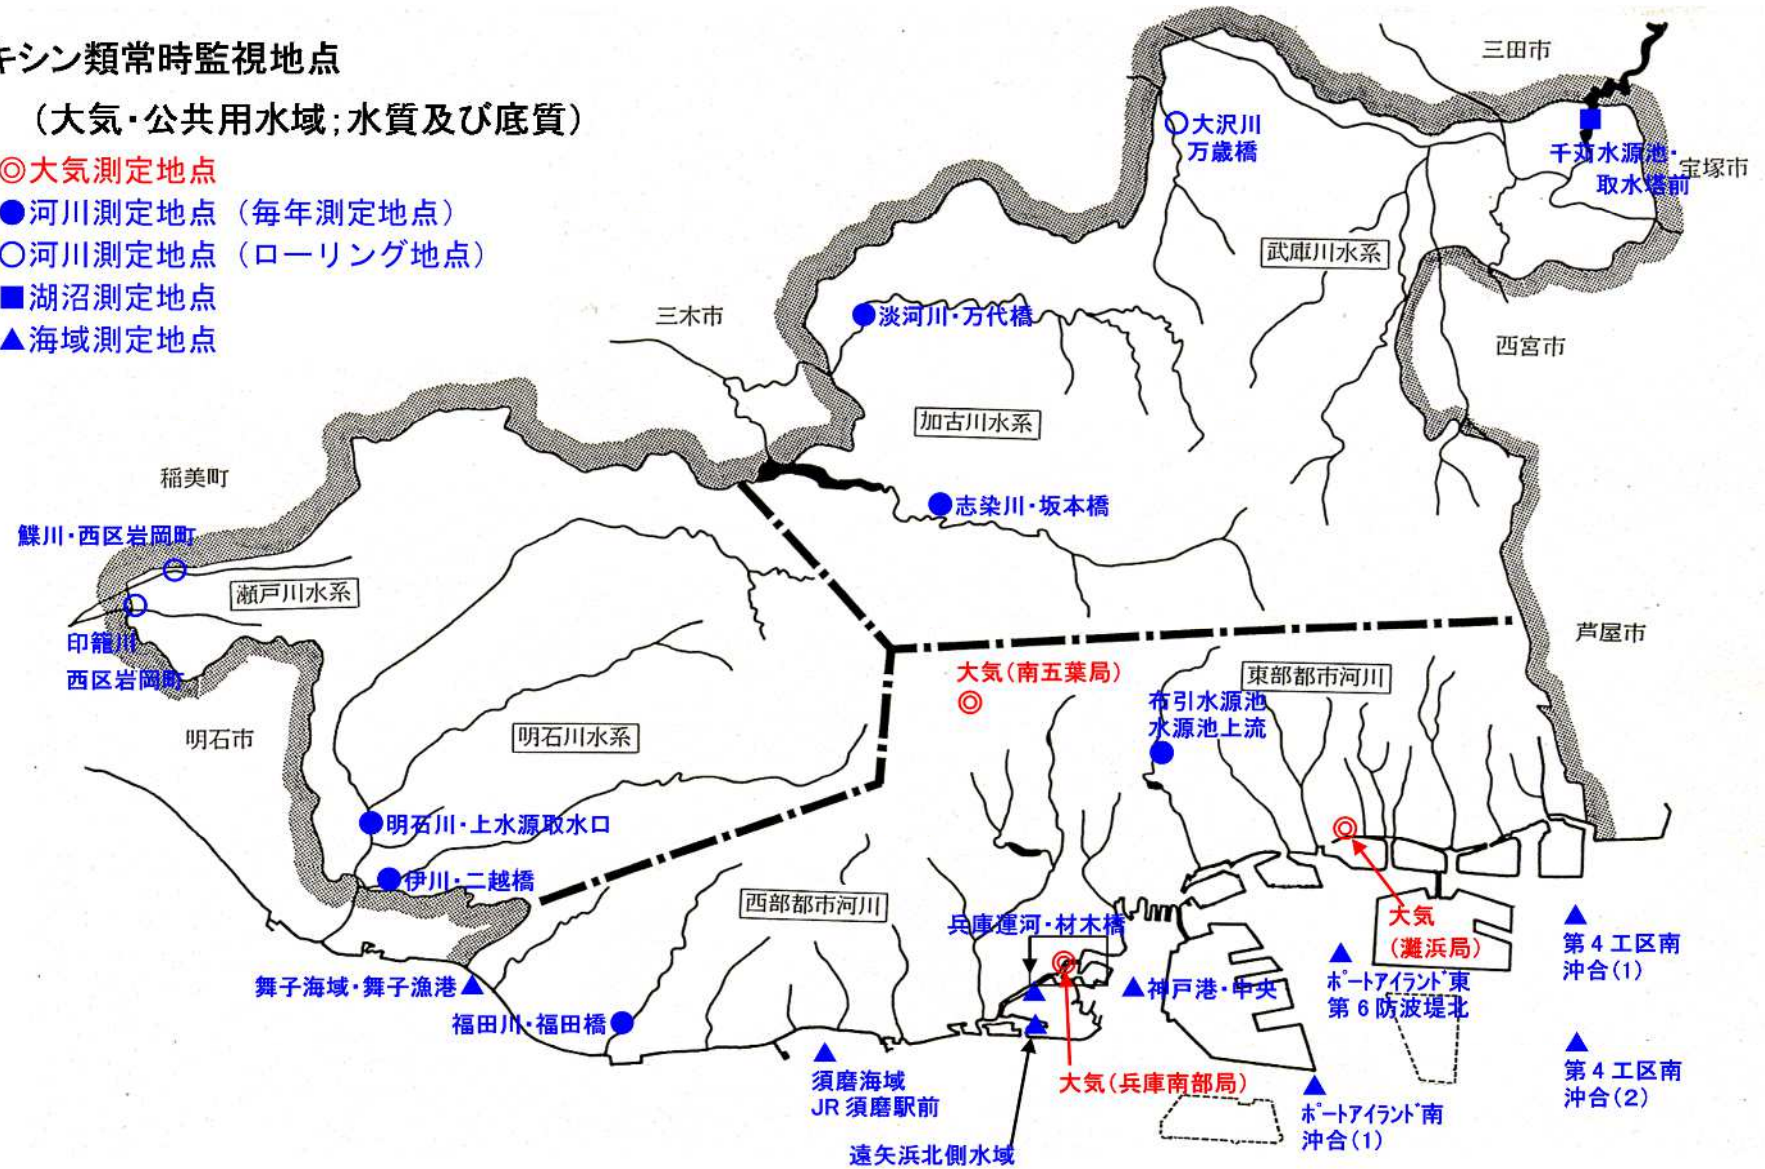 キシン類常時監視地点
（大気・公共用水域；水質及び底質）
◎大気測定地点
●河川測定地点（毎年測定地点）
○河川測定地点（ローリング地点）
■湖沼測定地点
▲海域測定地点
三田市
大沢川
万歳橋
千苅水源池・
取水塔前
宝塚市
武庫川水系
三木市
淡河川・万代橋
西宮市
加古川水系
稲美町
志染川・坂本橋
鰈川・西区岩岡町
瀬戸川水系
印籠川
西区岩岡町
芦屋市
大気（南五葉局）
東部都市河川
布引水源池
水源池上流
明石市
明石川水系
明石川・上水源取水口
伊川・二越橋
西部都市河川
兵庫運河・材木橋
大気
（灘浜局）
第4工区南
沖合(1)
舞子海域・舞子漁港
神戸港・中央
ﾎﾟｰﾄｱｲﾗﾝﾄﾞ東
第6防波堤北
福田川・福田橋
須磨海域
JR須磨駅前
大気（兵庫南部局）
第4工区南
沖合(2)
ﾎﾟｰﾄｱｲﾗﾝﾄﾞ南
沖合(1)
遠矢浜北側水域